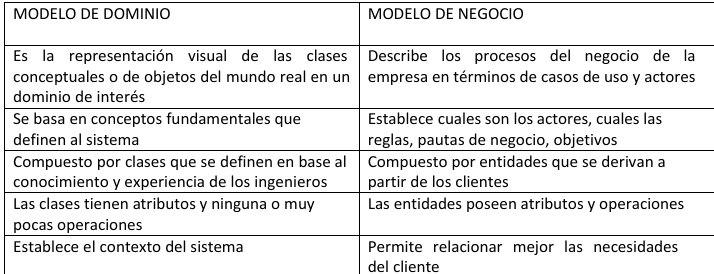 MODELO DE DOMINIO
MODELO DE NEGOCIO
Es la representación visual de las clases
conceptuales o de objetos del mundo real en un
dominio de interés
Describe los procesos del negocio de la
empresa en términos de casos de uso y actores
Se basa en conceptos fundamentales que
definen al sistema
Establece cuales son los actores, cuales las
reglas, pautas de negocio, objetivos
Compuesto por clases que se definen en base al
conocimiento y experiencia de los ingenieros
Compuesto por entidades que se derivan a
partir de los clientes
Las clases tienen atributos y ninguna o muy
pocas operaciones
Las entidades poseen atributos y operaciones
Establece el contexto del sistema
Permite relacionar mejor las necesidades
del cliente